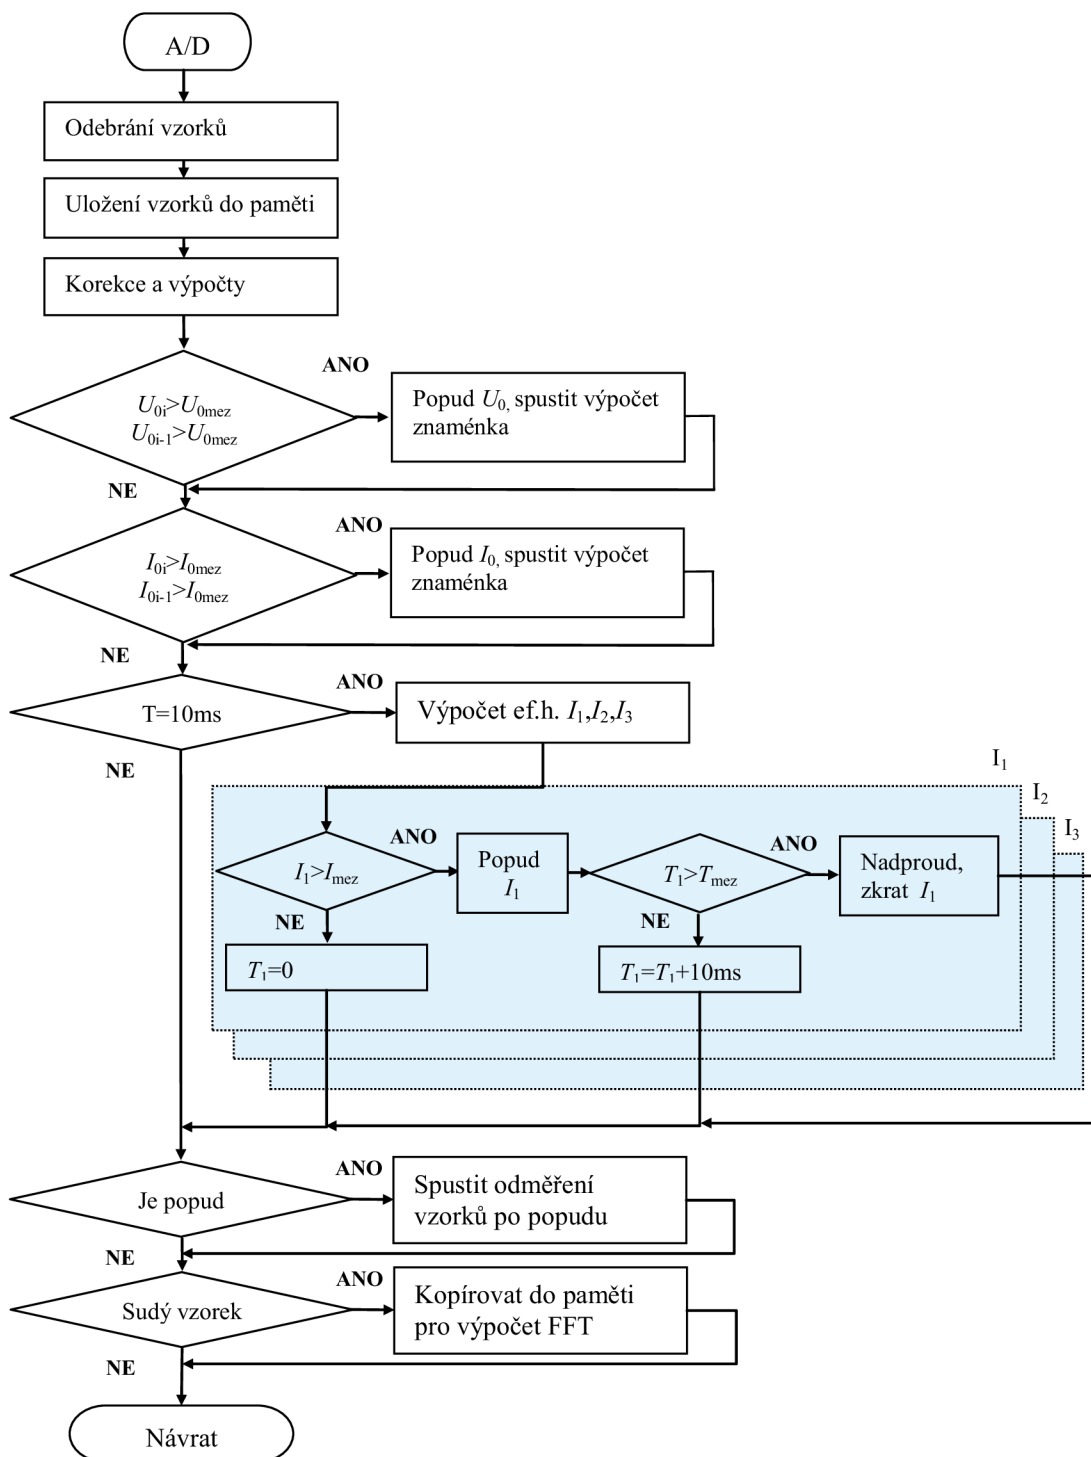 A/D
Odebrání vzorků
Uložení vzorků do paměti
Korekce a výpočty
ANO
U0i>U0mez
U0i-1>U0mez
Popud U0, spustit výpočet
znaménka
NE
ANO
I0i>I0mez
I0i-1>I0mez
Popud I0, spustit výpočet
znaménka
NE
ANO
T=10ms
Výpočet ef.h. I1,I2,I3
NE
I1
I2
I3
ANO
I1>Imez
Popud
I1
ANO
T1>Tmez
Nadproud,
zkrat I1
NE
NE
T1=0
T1=T1+10ms
ANO
Je popud
Spustit odměření
vzorků po popudu
NE
ANO
Sudý vzorek
Kopírovat do paměti
pro výpočet FFT
NE
Návrat